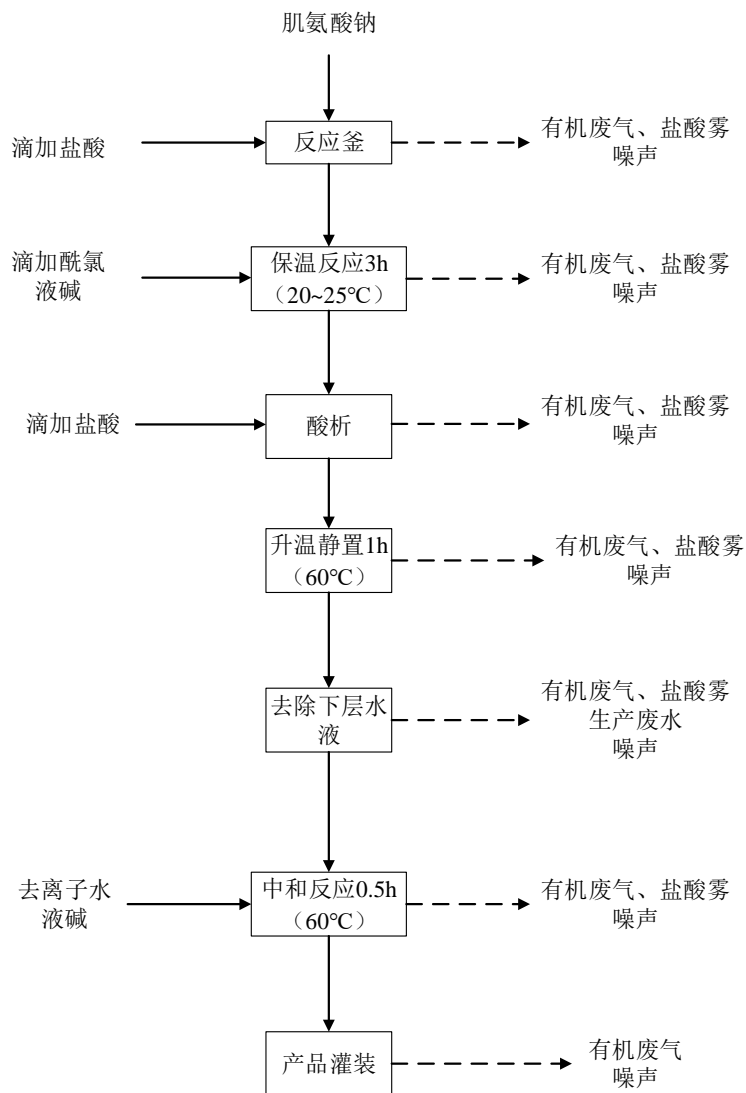 肌氨酸钠
滴加盐酸
反应釜
有机废气、盐酸雾
噪声
滴加酰氯
液碱
保温反应3h
（20~25℃）
有机废气、盐酸雾
噪声
滴加盐酸
酸析
有机废气、盐酸雾
噪声
升温静置1h
（60℃）
有机废气、盐酸雾
噪声
去除下层水
液
有机废气、盐酸雾
生产废水
噪声
去离子水
液碱
中和反应0.5h
（60℃）
有机废气、盐酸雾
噪声
产品灌装
有机废气
噪声